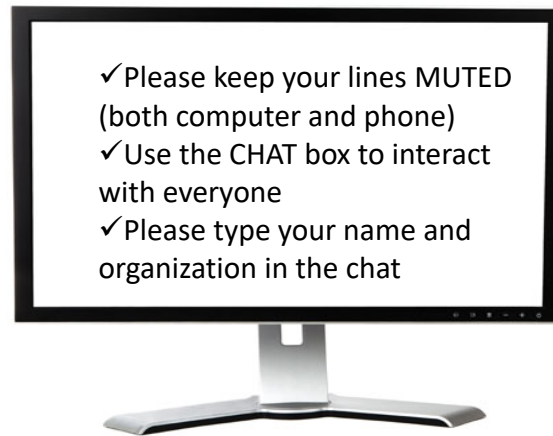 ✓Please keep your lines MUTED
(both computer and phone)
✓Use the CHAT box to interact
with everyone
✓Please type your name and
organization in the chat